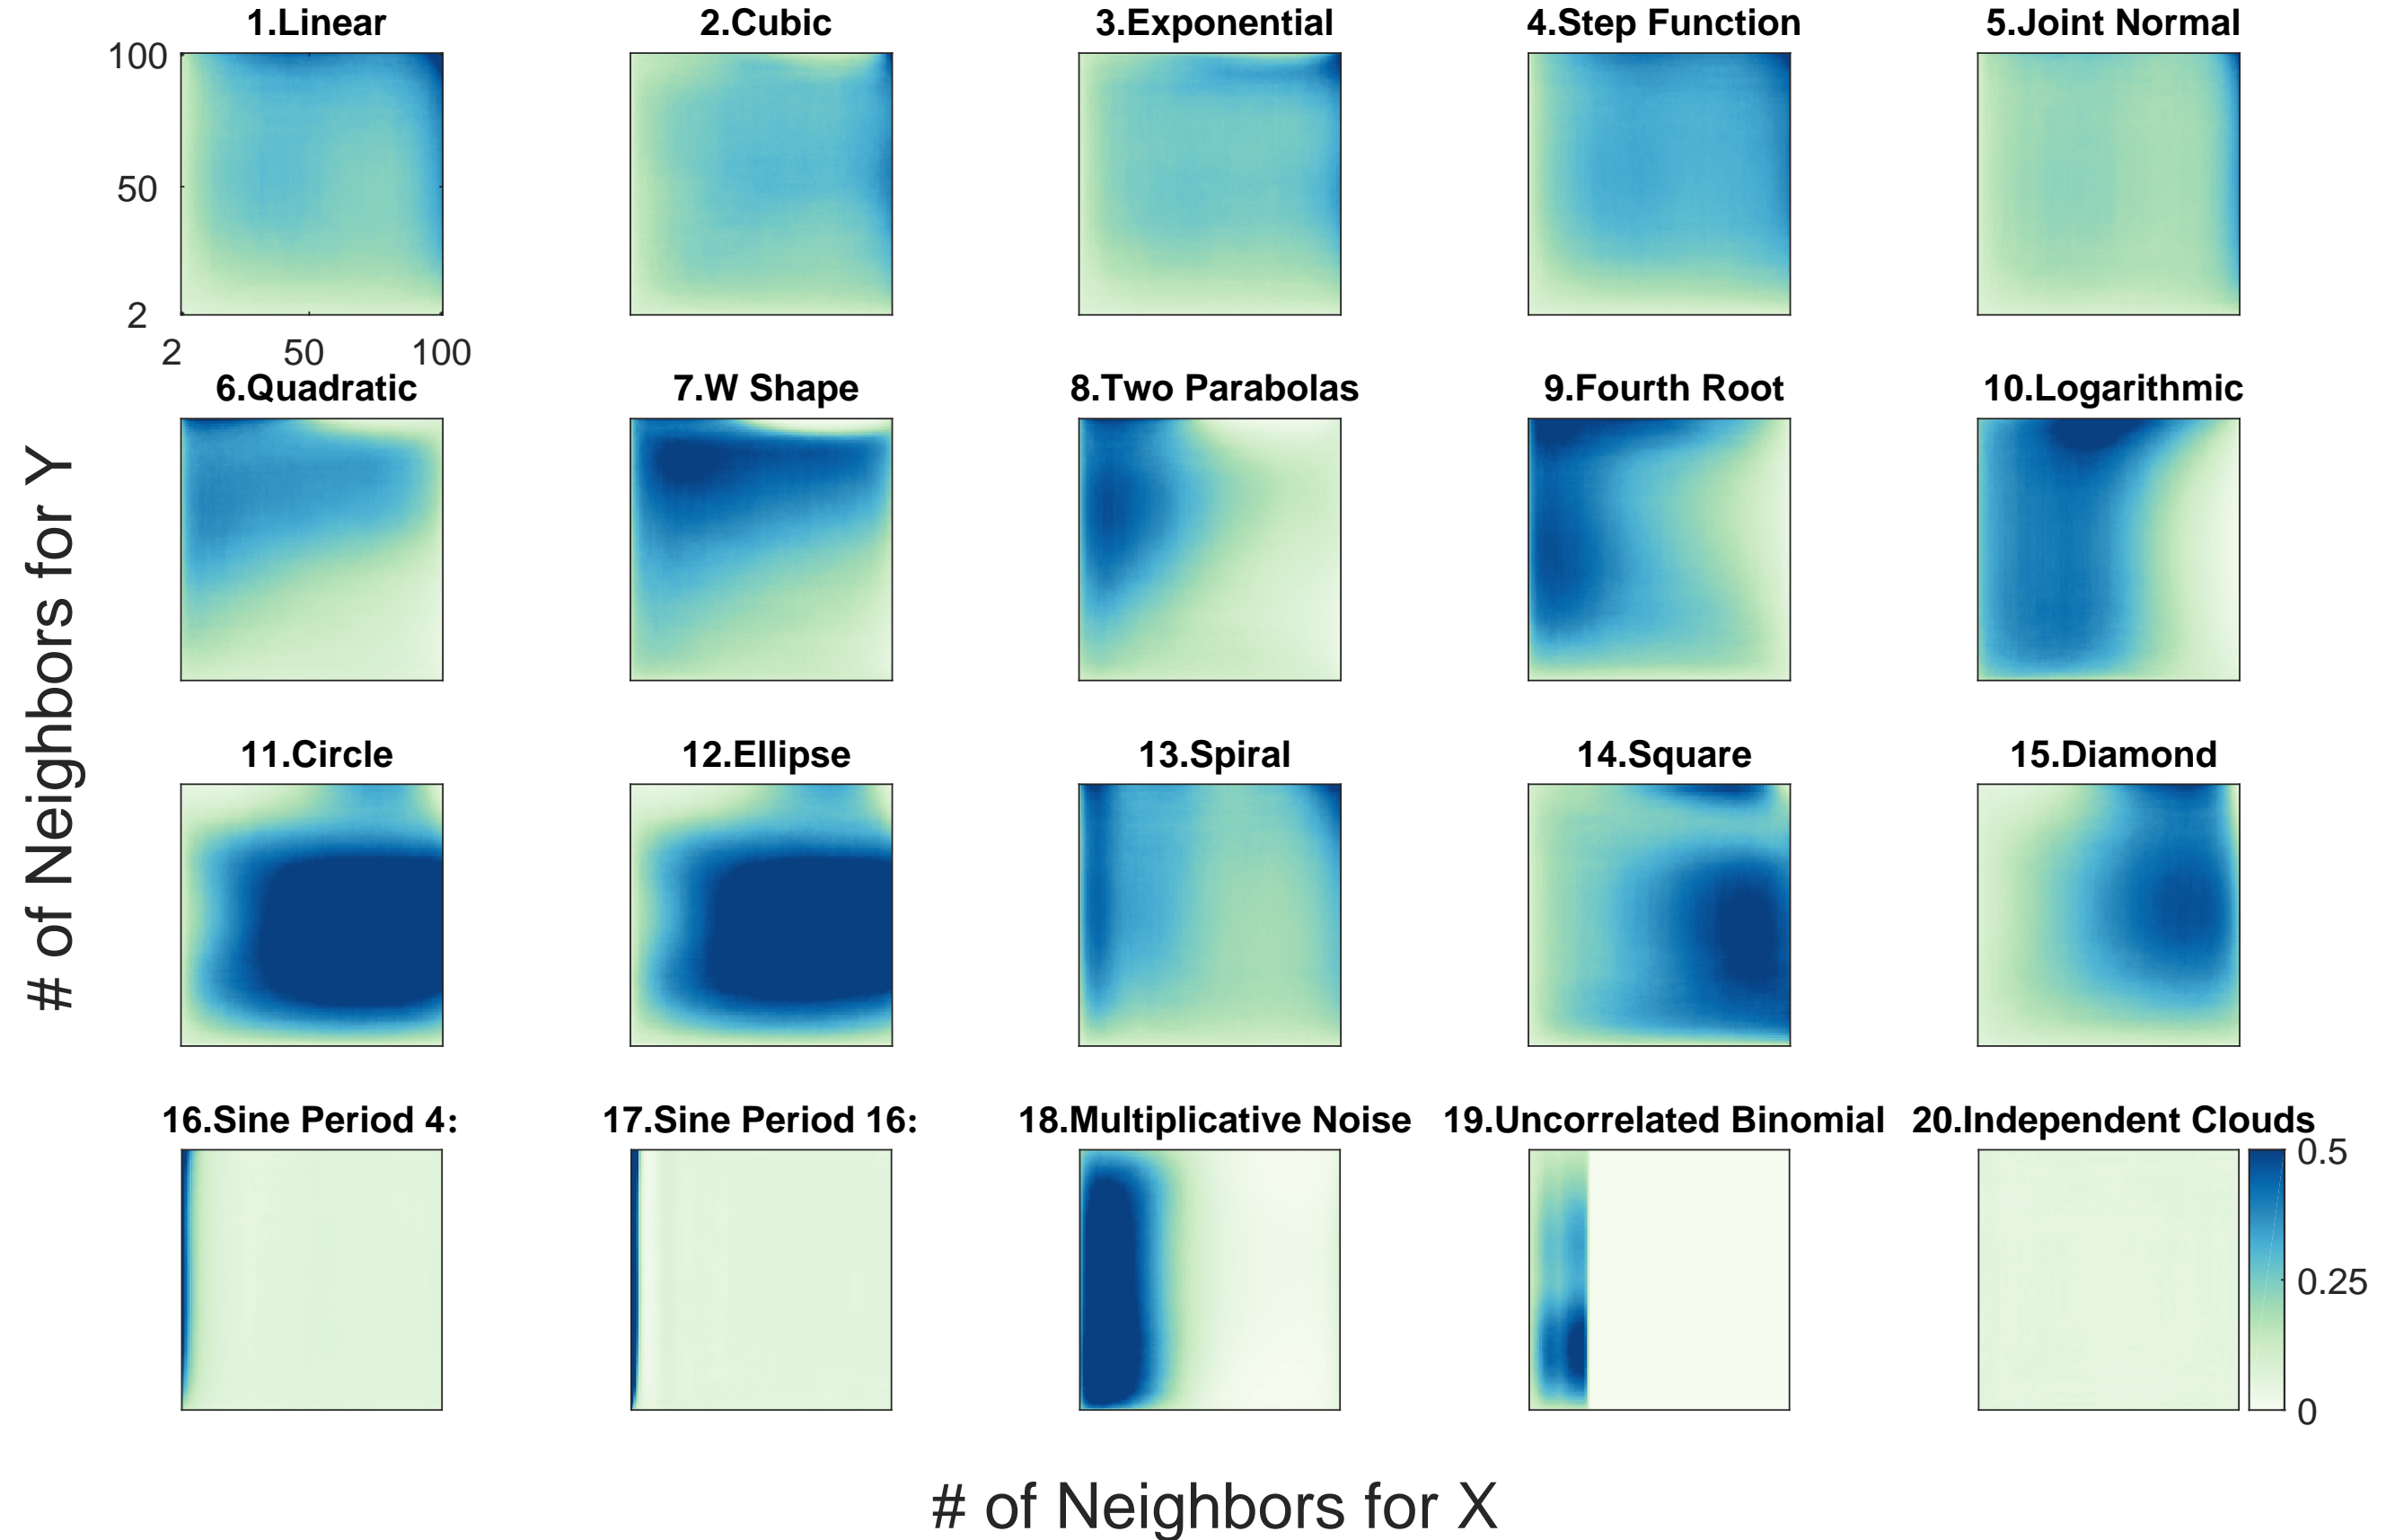 1.Linear
2.Cubic
3.Exponential
4.Step Function
5.Joint Normal
100
50
2
2
50
100
6.Quadratic
7.W Shape
8.Two Parabolas
9.Fourth Root
10.Logarithmic
# of Neighbors for Y
11.Circle
12.Ellipse
13.Spiral
14.Square
15.Diamond
16.Sine Period 4:
17.Sine Period 16:
18.Multiplicative Noise
19.Uncorrelated Binomial
20.Independent Clouds
0.5
0.25
0
# of Neighbors for X